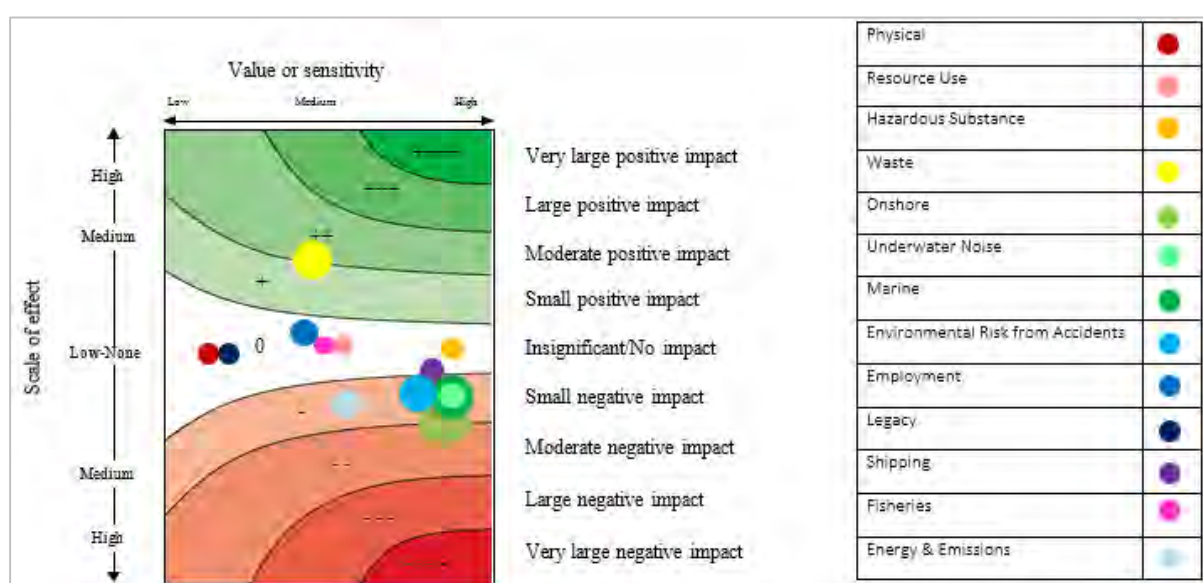 Value or sensitivity
Low Medium High
Scale of effect
High
Medium
Low-None
Medium
High
++++
+++
++
+
0
-
--
---
Very large positive impact
Large positive impact
Moderate positive impact
Small positive impact
Insignificant/No impact
Small negative impact
Moderate negative impact
Large negative impact
Very large negative impact
Physical
Resource Use
Hazardous Substance
Waste
Onshore
Underwater Noise
Marine
Environmental Risk from Accidents
Employment
Legacy
Shipping
Fisheries
Energy & Emissions